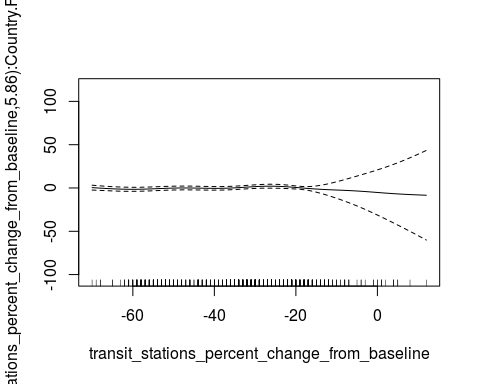 ations_percent_change_from_baseline,5.86):Country.F
100
50
0
-50
-100
-60 -40 -20 0
transit_stations_percent_change_from_baseline